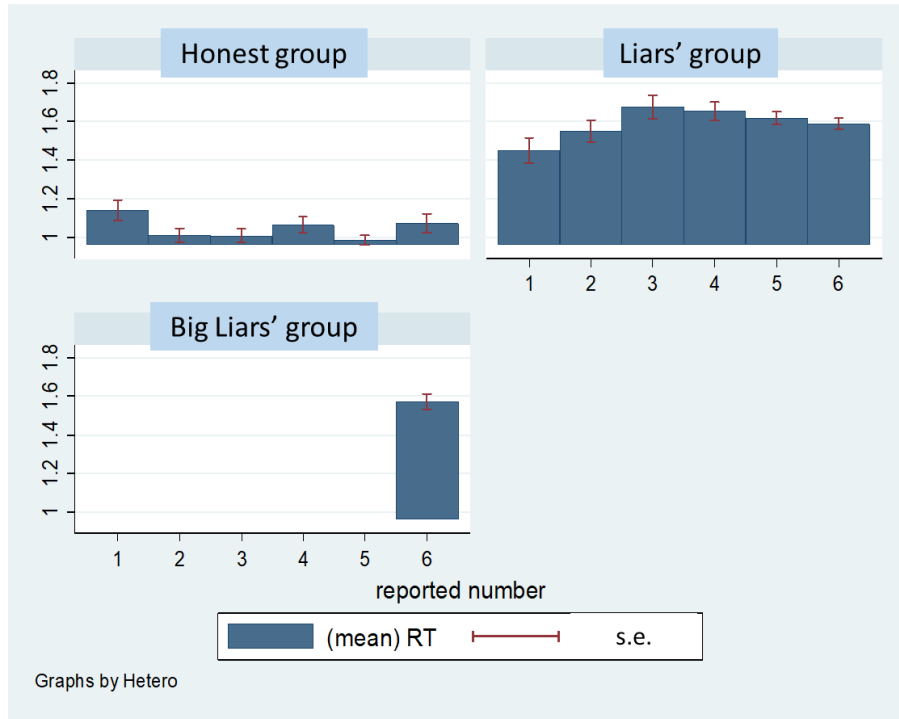 Honest group
Liars' group
1.8
1.6
1.4
1.2
1
1 2 3 4 5 6
Big Liars' group
1.8
1.6
1.4
1.2
1
1 2 3 4 5 6
reported number
(mean) RT s.e.
Graphs by Hetero